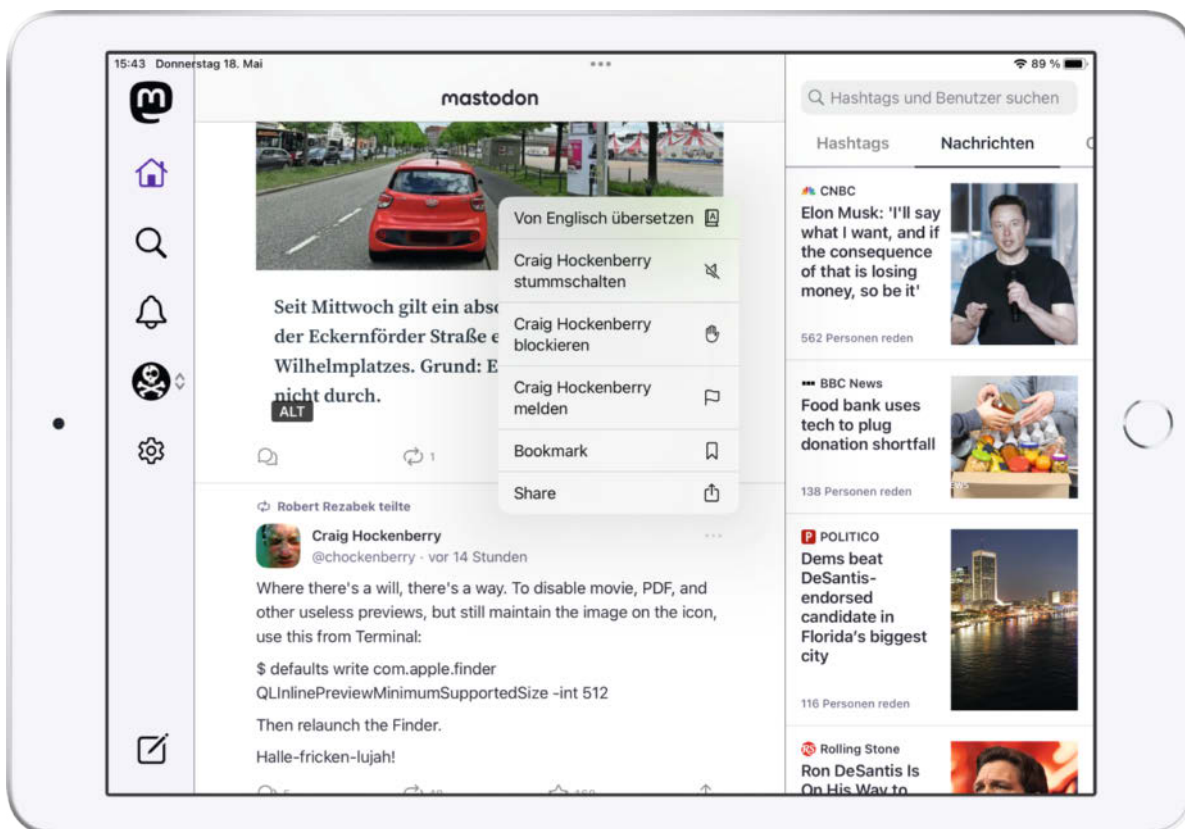 15:43 Donnerstag 18. Mai
89 %
mastodon
Seit Mittwoch gilt ein abso
der Eckernförder Straße e
Wilhelmplatzes. Grund: E
nicht durch.
ALT
1
Von Englisch übersetzen
Craig Hockenberry
stummschalten
Craig Hockenberry
blockieren
Craig Hockenberry
melden
Bookmark
Share
Robert Rezabek teilte
Craig Hockenberry
@chockenberry · vor 14 Stunden
Where there's a will, there's a way. To disable movie, PDF, and
other useless previews, but still maintain the image on the icon,
use this from Terminal:
$ defaults write com.apple.finder
QLInlinePreviewMinimumSupportedSize -int 512
Then relaunch the Finder.
Halle-fricken-lujah!
Hashtags und Benutzer suchen
Hashtags
Nachrichten
CNBC
Elon Musk: 'I'll say
what I want, and if
the consequence
of that is losing
money, so be it'
562 Personen reden
BBC News
Food bank uses
tech to plug
donation shortfall
138 Personen reden
POLITICO
Dems beat
DeSantis-
endorsed
candidate in
Florida's biggest
city
116 Personen reden
Rolling Stone
Ron DeSantis Is
On His Way to